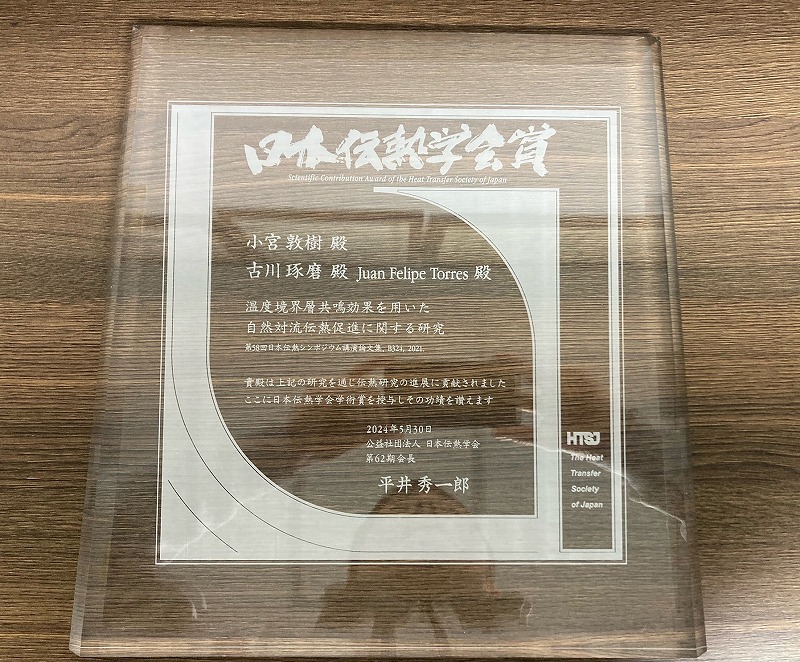 日本伝熱学会賞
Scientific Contribution Award of the Heat Transfer Society of Japan
小宮 敦樹 殿
古川 琢磨 殿 Juan Felipe Torres 殿
温度境界層共鳴効果を用いた
自然対流伝熱促進に関する研究
第58回日本伝熱シンポジウム講演論文集, B324, 2021.
貴殿は上記の研究を通じ伝熱研究の進展に貢献されました
ここに日本伝熱学会学術賞を授与しその功績を讃えます
2024年5月30日
公益社団法人 日本伝熱学会
第62期会長
平井 秀一郎
HTSJ
The Heat
Transfer
Society
of Japan